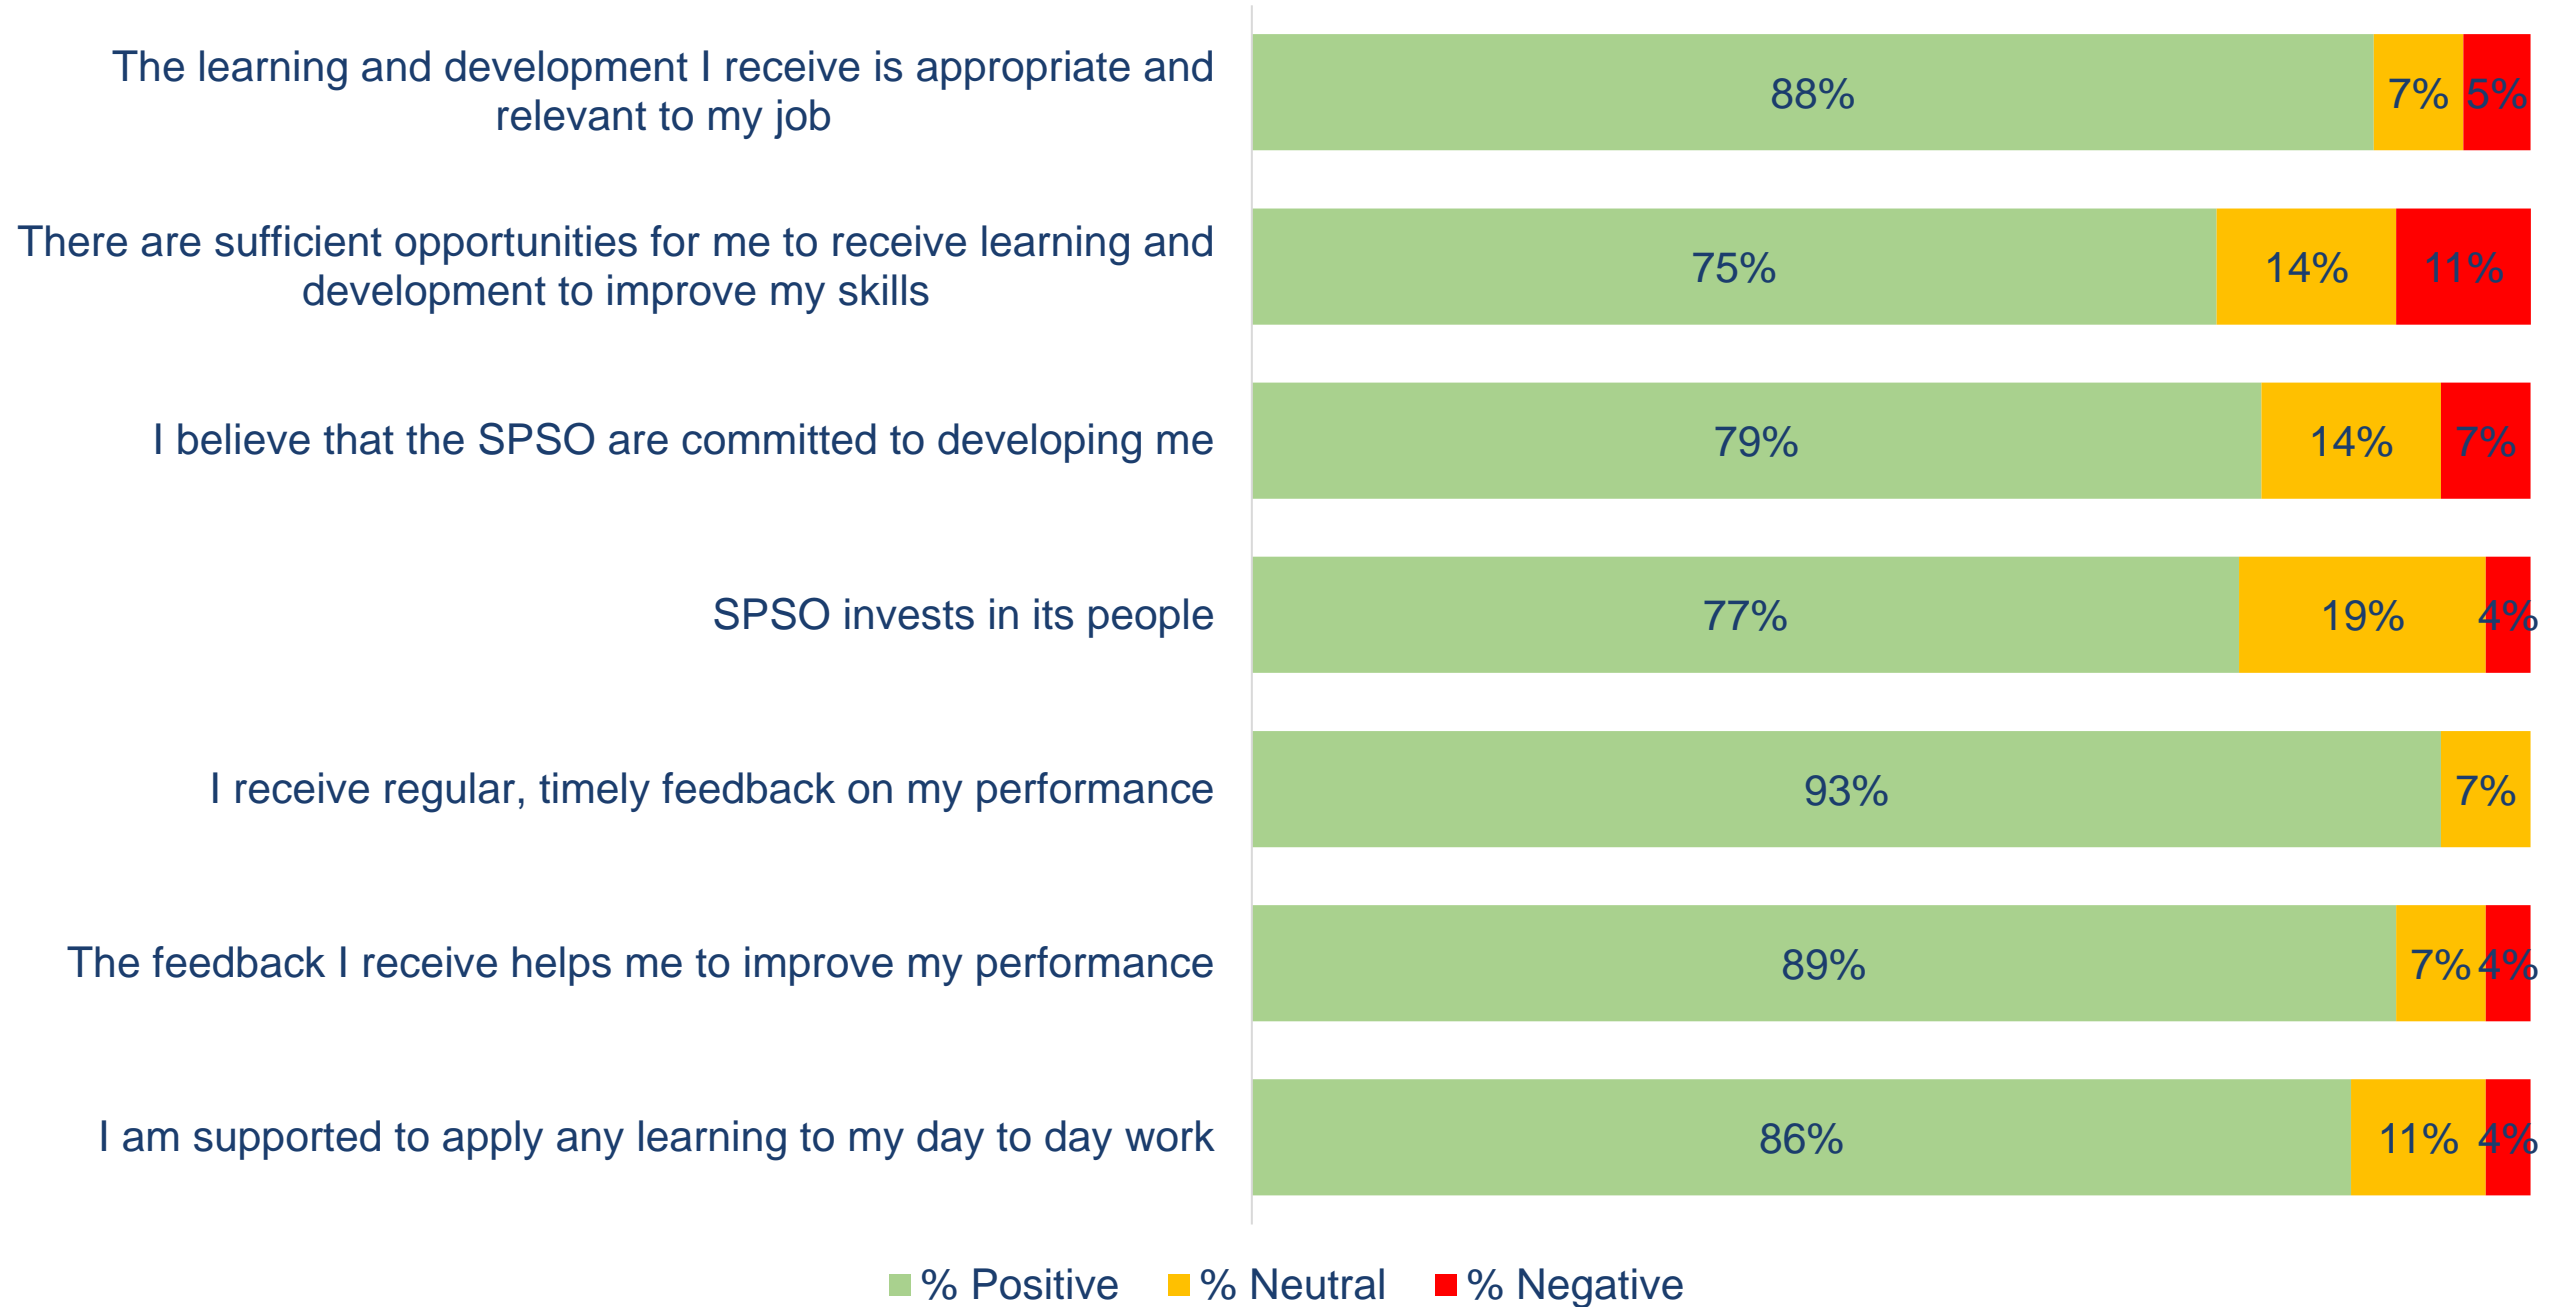 The learning and development I receive is appropriate and
relevant to my job
88%
7%
5%
There are sufficient opportunities for me to receive learning and
development to improve my skills
75%
14%
11%
I believe that the SPSO are committed to developing me
79%
14%
7%
SPSO invests in its people
77%
19%
4%
I receive regular, timely feedback on my performance
93%
7%
The feedback I receive helps me to improve my performance
89%
7%
4%
I am supported to apply any learning to my day to day work
86%
11%
4%
% Positive
% Neutral
% Negative